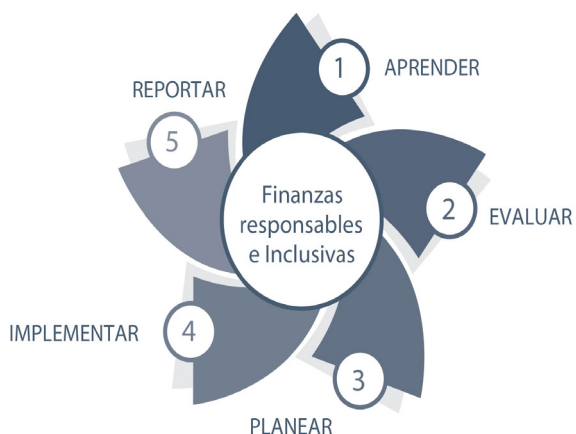 1
APRENDER
REPORTAR
5
Finanzas
responsables
e Inclusivas
2
EVALUAR
IMPLEMENTAR
4
3
PLANEAR